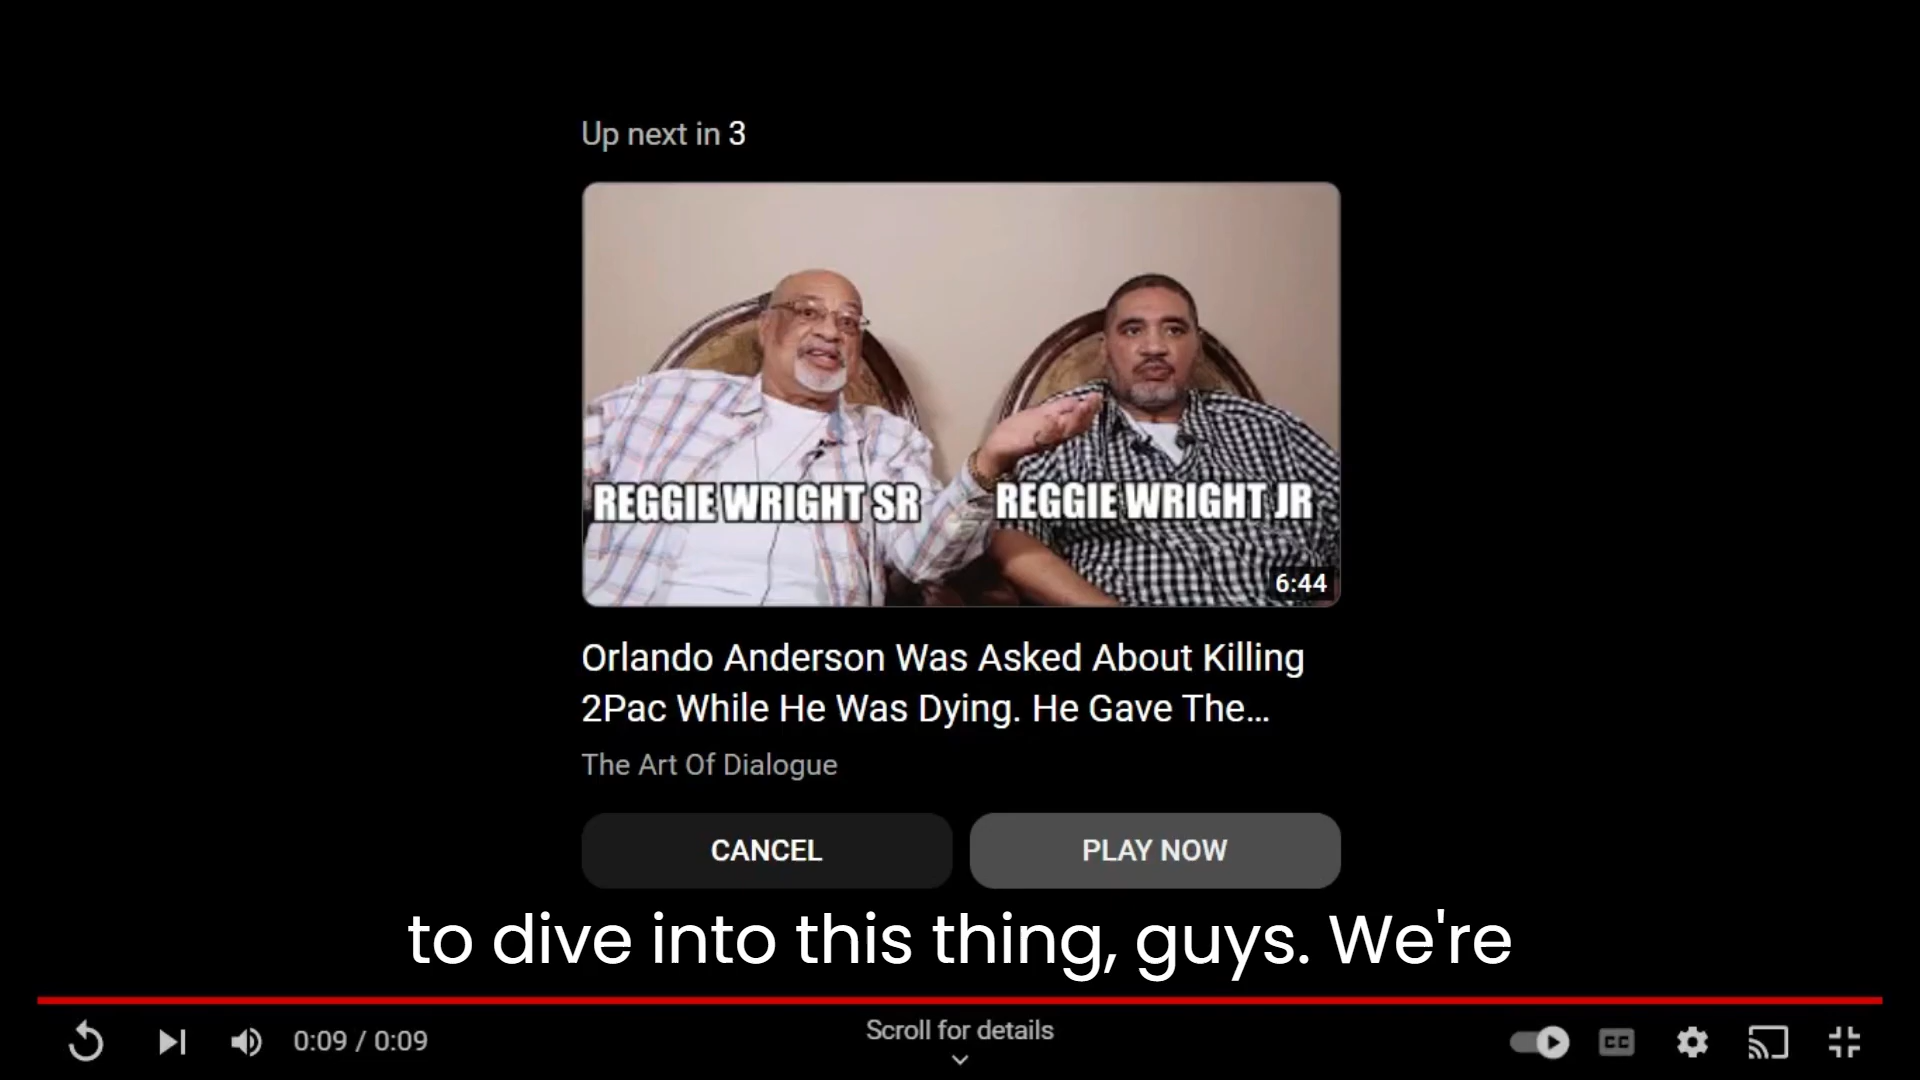 Up next in 3
REGGIE WRIGHT SR
REGGIE WRIGHT JR
6:44
Orlando Anderson Was Asked About Killing
2Pac While He Was Dying. He Gave The...
The Art Of Dialogue
CANCEL
PLAY NOW
to dive into this thing, guys. We're
0:09 / 0:09
Scroll for details
CC